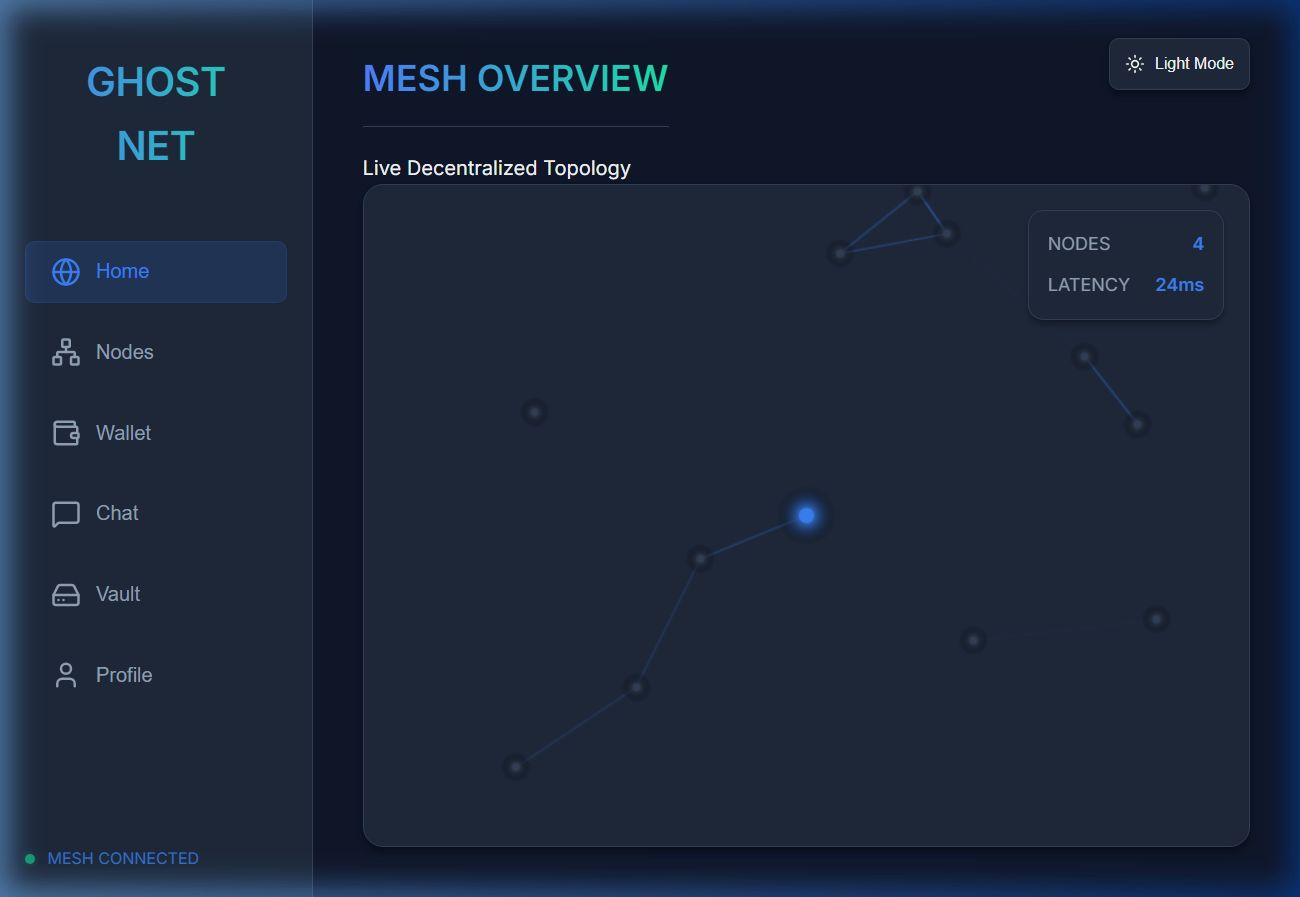 GHOST
NET
Home
Nodes
Wallet
Chat
Vault
Profile
MESH CONNECTED
MESH OVERVIEW
Light Mode
Live Decentralized Topology
NODES 4
LATENCY 24ms